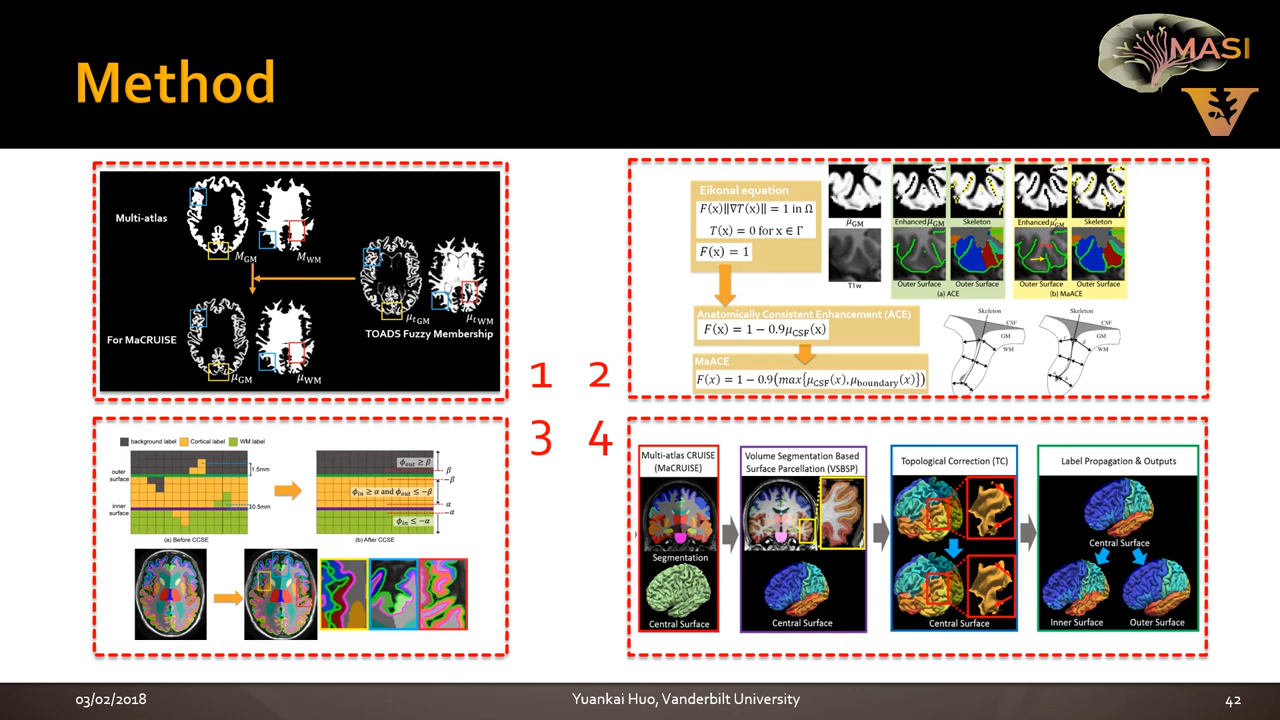 Method
MASI
V
Multi-atlas
M_GM
M_WM
μ_tGM
μ_tWM
TOADS Fuzzy Membership
For MaCRUISE
μ_GM
μ_WM
1
Eikonal equation
F(x)‖∇T(x)‖ = 1 in Ω
T(x) = 0 for x ∈ Γ
F(x) = 1
Anatomically Consistent Enhancement (ACE)
F(x) = 1 − 0.9μ_CSF(x)
MaACE
F(x) = 1 − 0.9(max{μ_CSF(x), μ_boundary(x)})
μ_GM
T1w
Enhanced μ_GM
Skeleton
Outer Surface
Outer Surface
(a) ACE
Enhanced μ'_GM
Skeleton
Outer Surface
Outer Surface
(b) MaACE
Skeleton
CSF
GM
WM
Skeleton
CSF
GM
WM
2
background label
Cortical label
WM label
outer
surface
inner
surface
1.5mm
0.5mm
(a) Before CCSE
ϕ_out ≥ β
ϕ_in ≥ α and ϕ_out ≤ −β
ϕ_in ≤ −α
β
−β
α
−α
(b) After CCSE
3
4
Multi-atlas CRUISE
(MaCRUISE)
Segmentation
Central Surface
Volume Segmentation Based
Surface Parcellation (VSBSP)
Central Surface
Topological Correction (TC)
Central Surface
Label Propagation & Outputs
Central Surface
Inner Surface
Outer Surface
03/02/2018
Yuankai Huo, Vanderbilt University
42